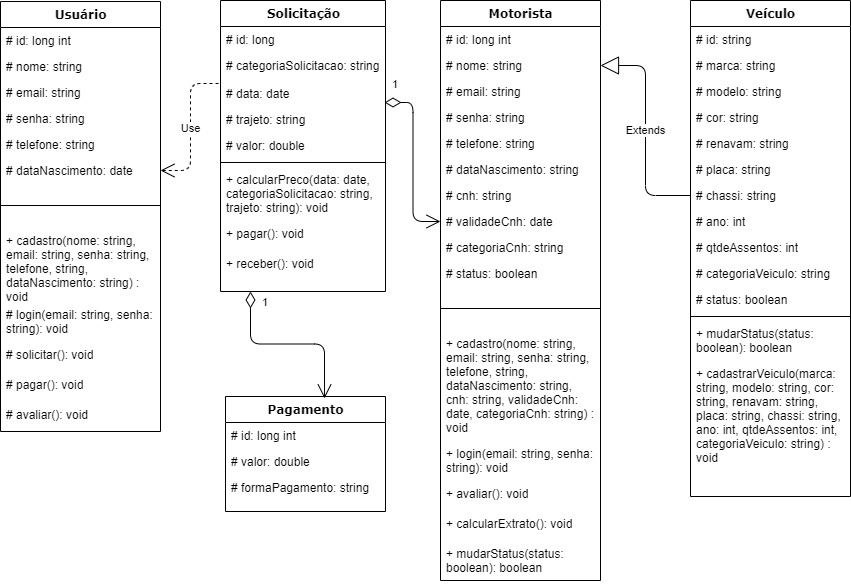 Usuário
# id: long int
# nome: string
# email: string
# senha: string
# telefone: string
# dataNascimento: date
+ cadastro(nome: string,
email: string, senha: string,
telefone, string,
dataNascimento: string) :
void
# login(email: string, senha:
string): void
# solicitar(): void
# pagar(): void
# avaliar(): void
Use
Solicitação
# id: long
# categoriaSolicitacao: string
# data: date
# trajeto: string
# valor: double
+ calcularPreco(data: date,
categoriaSolicitacao: string,
trajeto: string): void
+ pagar(): void
+ receber(): void
1
1
Pagamento
# id: long int
# valor: double
# formaPagamento: string
Motorista
# id: long int
# nome: string
# email: string
# senha: string
# telefone: string
# dataNascimento: string
# cnh: string
# validadeCnh: date
# categoriaCnh: string
# status: boolean
+ cadastro(nome: string,
email: string, senha: string,
telefone, string,
dataNascimento: string,
cnh: string, validadeCnh:
date, categoriaCnh: string) :
void
+ login(email: string, senha:
string): void
+ avaliar(): void
+ calcularExtrato(): void
+ mudarStatus(status:
boolean): boolean
Extends
Veículo
# id: string
# marca: string
# modelo: string
# cor: string
# renavam: string
# placa: string
# chassi: string
# ano: int
# qtdeAssentos: int
# categoriaVeiculo: string
# status: boolean
+ mudarStatus(status:
boolean): boolean
+ cadastrarVeiculo(marca:
string, modelo: string, cor:
string, renavam: string,
placa: string, chassi: string,
ano: int, qtdeAssentos: int,
categoriaVeiculo: string) :
void